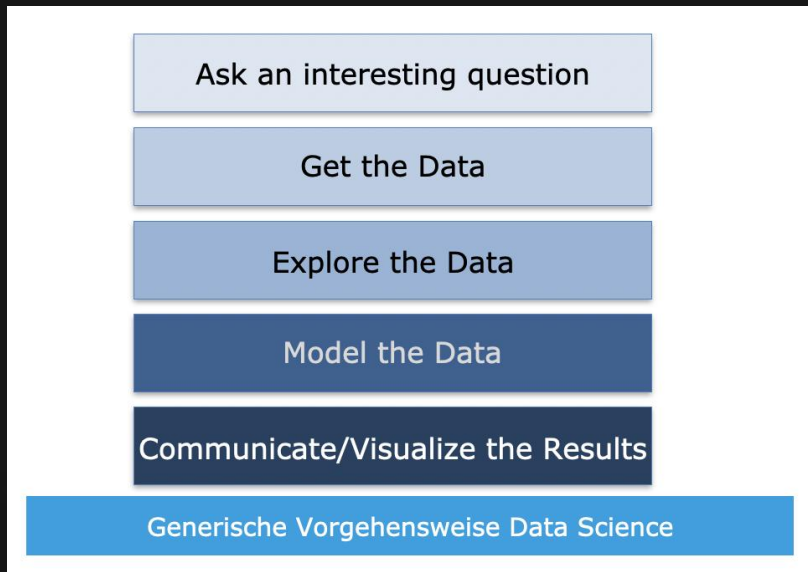 Ask an interesting question
Get the Data
Explore the Data
Model the Data
Communicate/Visualize the Results
Generische Vorgehensweise Data Science